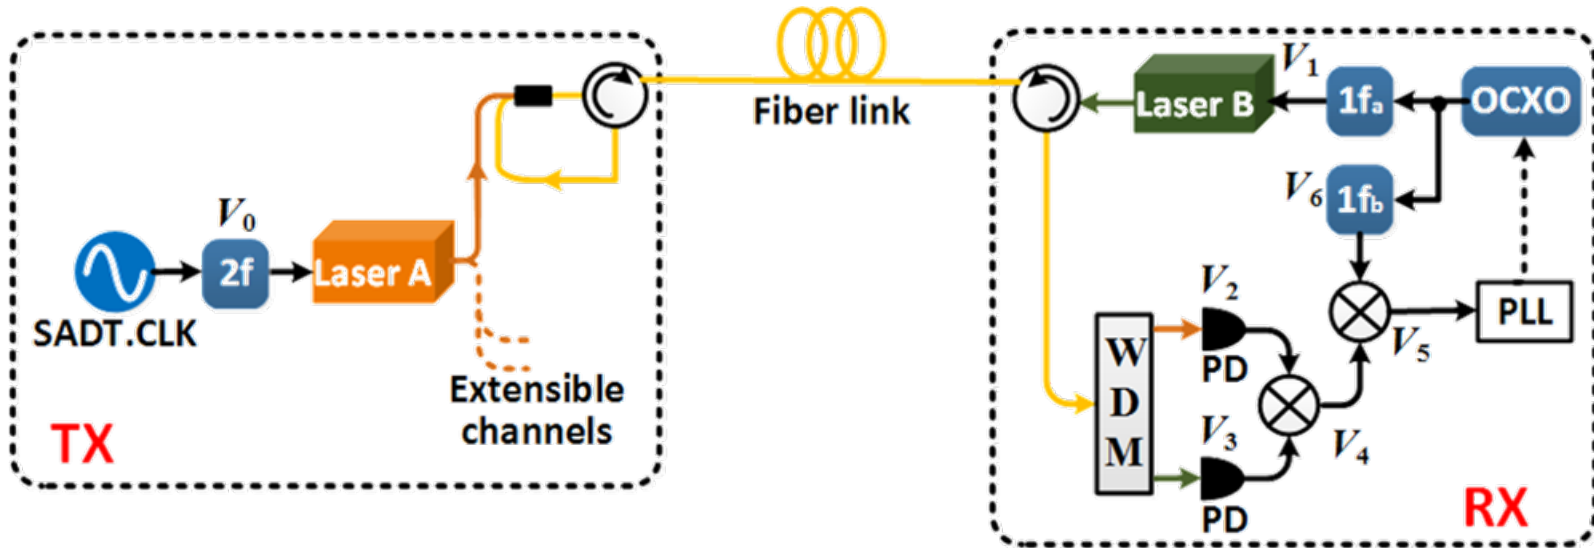 SADT.CLK
V0
2f
Laser A
Extensible
channels
TX
Fiber link
Laser B
V1
1fa
OCXO
V6
1fb
V2
PD
W
D
M
V3
PD
V4
V5
PLL
RX